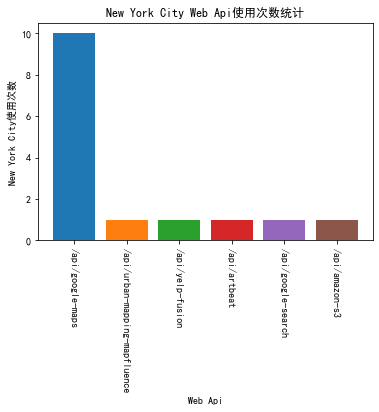 New York City Web Api使用次数统计
New York City使用次数
10
8
6
4
2
0
/api/google-maps
/api/urban-mapping-mapfluence
/api/yelp-fusion
/api/artbeat
/api/google-search
/api/amazon-s3
Web Api